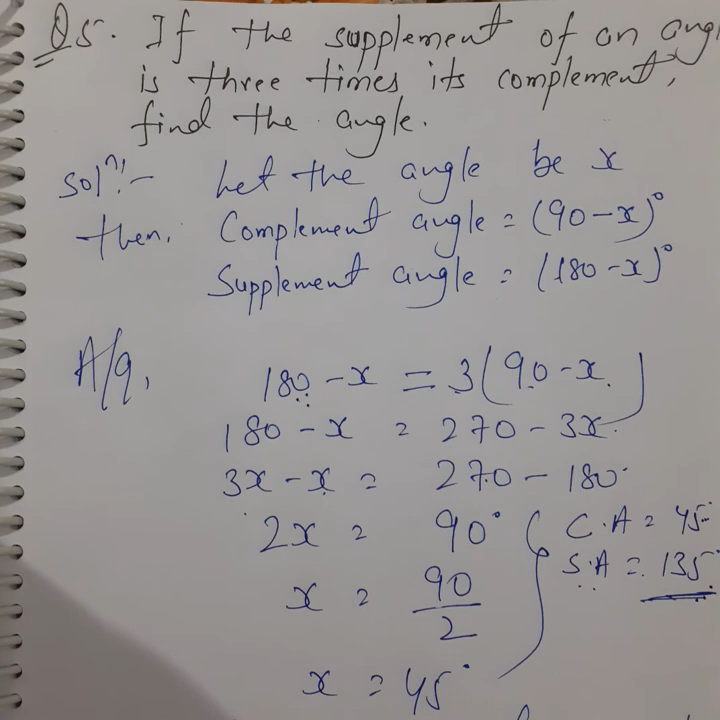 Q5. If the supplement of an ang
is three times its complement,
find the angle.
Solⁿ:- Let the angle be x
then, Complement angle = (90-x)°
Supplement angle = (180-x)°
A/q, 180-x = 3(90-x)
180-x = 270-3x
3x-x = 270-180
2x = 90°
C.A = 45
S.A = 135
x = 90/2
x = 45°